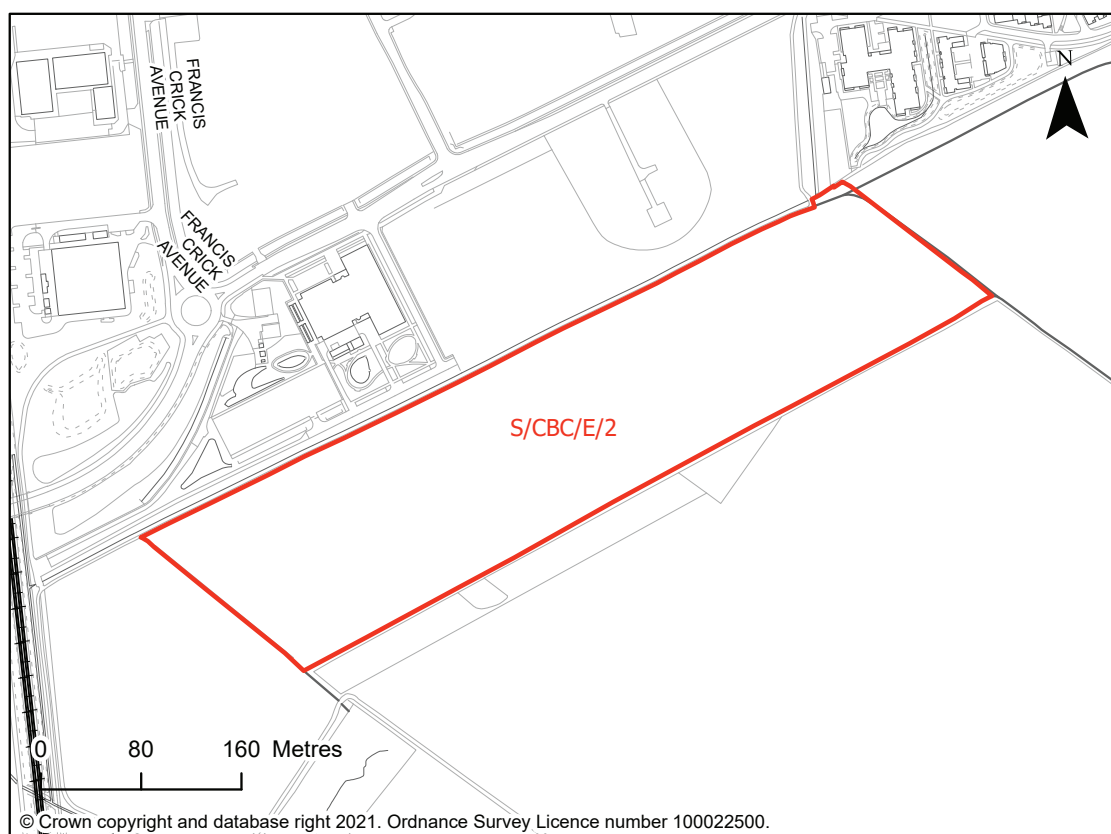 FRANCIS
CRICK
AVENUE
N
FRANCIS
CRICK
AVENUE
S/CBC/E/2
0 80 160 Metres
© Crown copyright and database right 2021. Ordnance Survey Licence number 100022500.